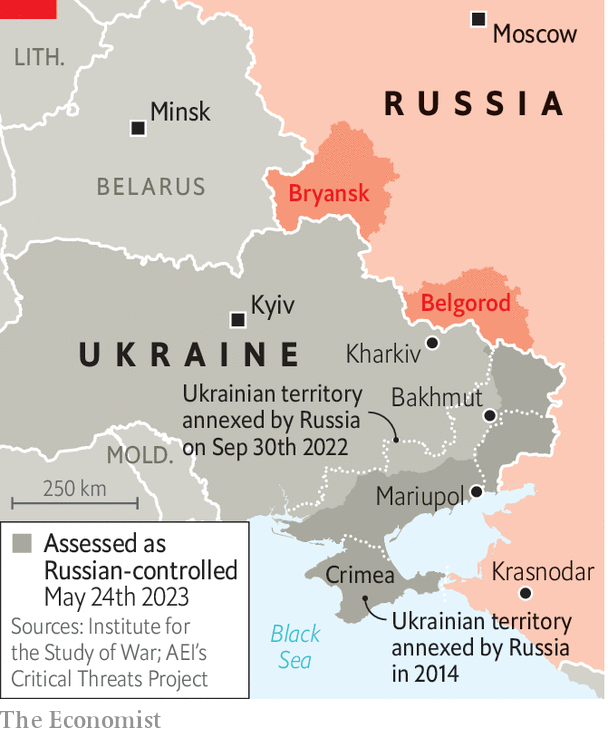 Moscow
LITH.
RUSSIA
Minsk
BELARUS
Bryansk
Belgorod
Kyiv
UKRAINE
Kharkiv
Ukrainian territory
annexed by Russia
on Sep 30th 2022
Bakhmut
MOLD.
250 km
Mariupol
Assessed as
Russian-controlled
May 24th 2023
Sources: Institute for
the Study of War; AEI’s
Critical Threats Project
Crimea
Krasnodar
Black
Sea
Ukrainian territory
annexed by Russia
in 2014
The Economist